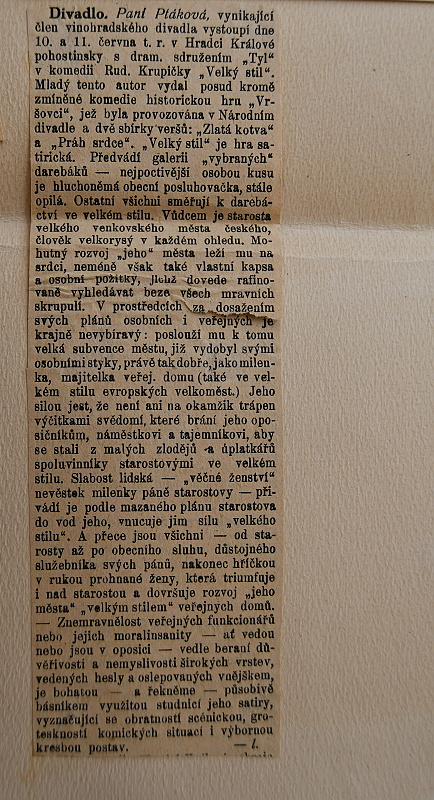 Divadlo. Paní Ptáková, vynikající
člen vinohradského divadla vystoupí dne
10. a 11. června t. r. v Hradci Králové
pohostinsky s dram. sdružením „Tyl“
v komedii Rud. Krupičky „Velký stil“.
Mladý tento autor vydal posud kromě
zmíněné komedie historickou hru „Vr-
šovci“, jež byla provozována v Národním
divadle a dvě sbírky veršů: „Zlatá kotva“
a „Práh srdce“. „Velký stil“ je hra sa-
tirická. Předvádí galerii „vybraných“
darebáků — nejpoctivější osobou kusu
je hluchoněmá obecní posluhovačka, stále
opilá. Ostatní všichni směřují k darebá-
ctví ve velkém stilu. Vůdcem je starosta
velkého venkovského města českého,
člověk velkorysý v každém ohledu. Mo-
hutný rozvoj „jeho“ města leží mu na
srdci, neméně však také vlastní kapsa
a osobní požitky, jichž dovede rafino-
vaně vyhledávat beze všech mravních
skrupulí. V prostředcích za dosažením
svých plánů osobních i veřejných je
krajně nevybíravý: poslouží mu k tomu
velká subvence městu, již vydobyl svými
osobními styky, právě tak dobře, jako milen-
ka, majitelka veřej. domu (také ve vel-
kém stilu evropských velkoměst.) Jeho
silou jest, že není ani na okamžik trápen
výčitkami svědomí, které brání jeho opo-
sičníkům, náměstkovi a tajemníkovi, aby
se stali z malých zlodějů a úplatkářů
spoluvinníky starostovými ve velkém
stilu. Slabost lidská — „věčné ženství“
nevěstek milenky páně starostovy — při-
vádí je podle mazaného plánu starostova
do vod jeho, vnucuje jim sílu „velkého
stilu“. A přece jsou všichni — od sta-
rosty až po obecního sluhu, důstojného
služebníka svých pánů, nakonec hříčkou
v rukou prohnané ženy, která triumfuje
i nad starostou a dovršuje rozvoj „jeho
města“ „velkým stilem“ veřejnych domů.
— Znemravnělost veřejných funkcionářů
nebo jejich moralinsanity — ať vedou
nebo jsou v oposici — vedle beraní dů-
věřivosti a nemyslivosti širokých vrstev,
vedených hesly a oslepovaných vnějškem,
je bohatou — a řekněme — působivě
básníkem využitou studnicí jeho satiry,
vyznačující se obratností scénickou, gro-
teskností komických situací i výbornou
kresbou postav. — l.